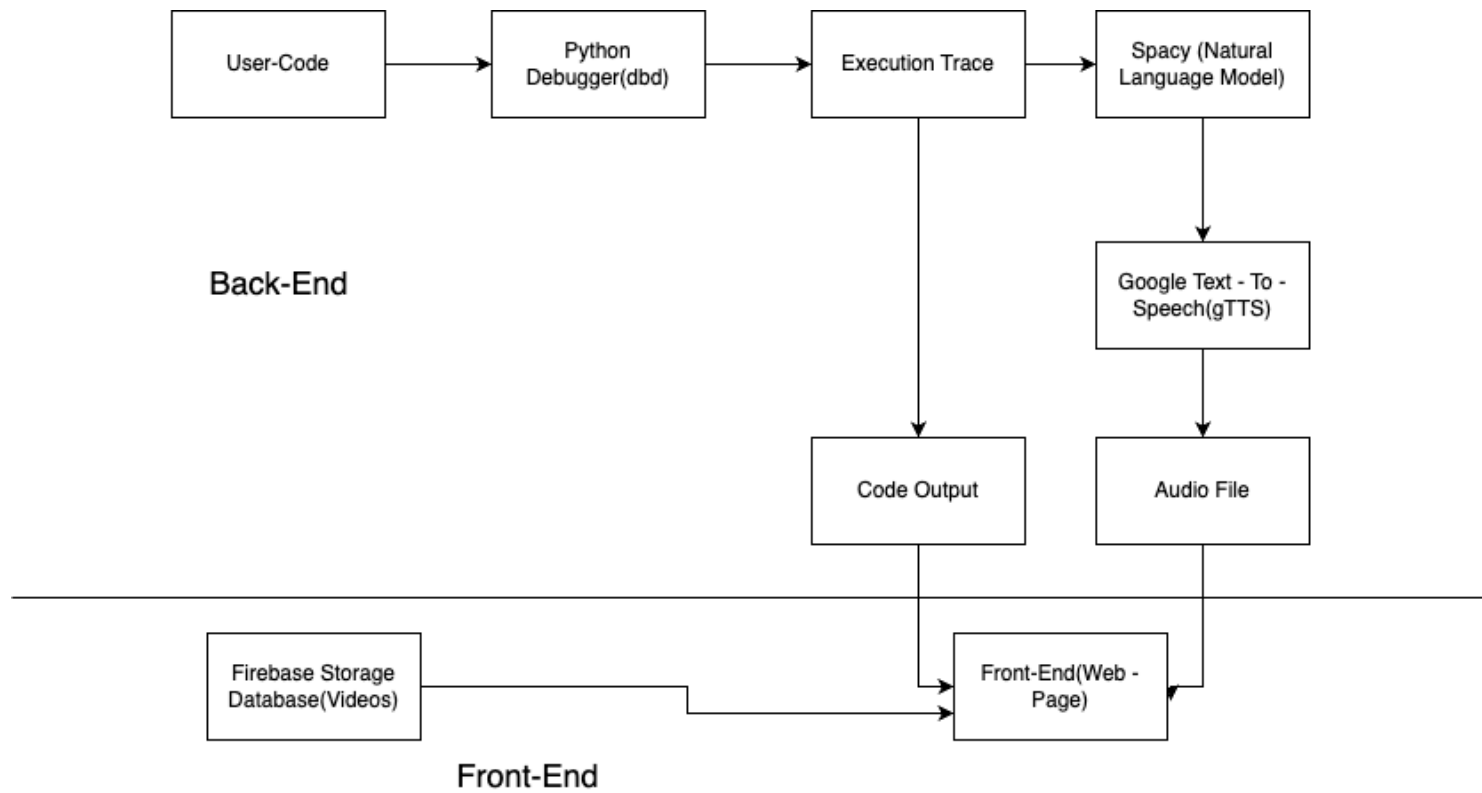 User-Code
Python
Debugger(dbd)
Execution Trace
Spacy (Natural
Language Model)
Back-End
Google Text - To -
Speech(gTTS)
Code Output
Audio File
Firebase Storage
Database(Videos)
Front-End(Web -
Page)
Front-End